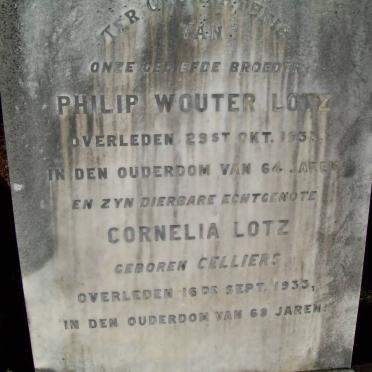 TER
VAN
ONZE GELIEFDE BROEDER
PHILIP WOUTER LOTZ
OVERLEDEN 29ST OKT.
IN DEN OUDERDOM VAN 64 JAREN
EN ZYN DIERBARE ECHTGENOTE
CORNELIA LOTZ
GEBOREN CELLIERS
OVERLEDEN 16DE SEPT. 1933,
IN DEN OUDERDOM VAN 68 JAREN.